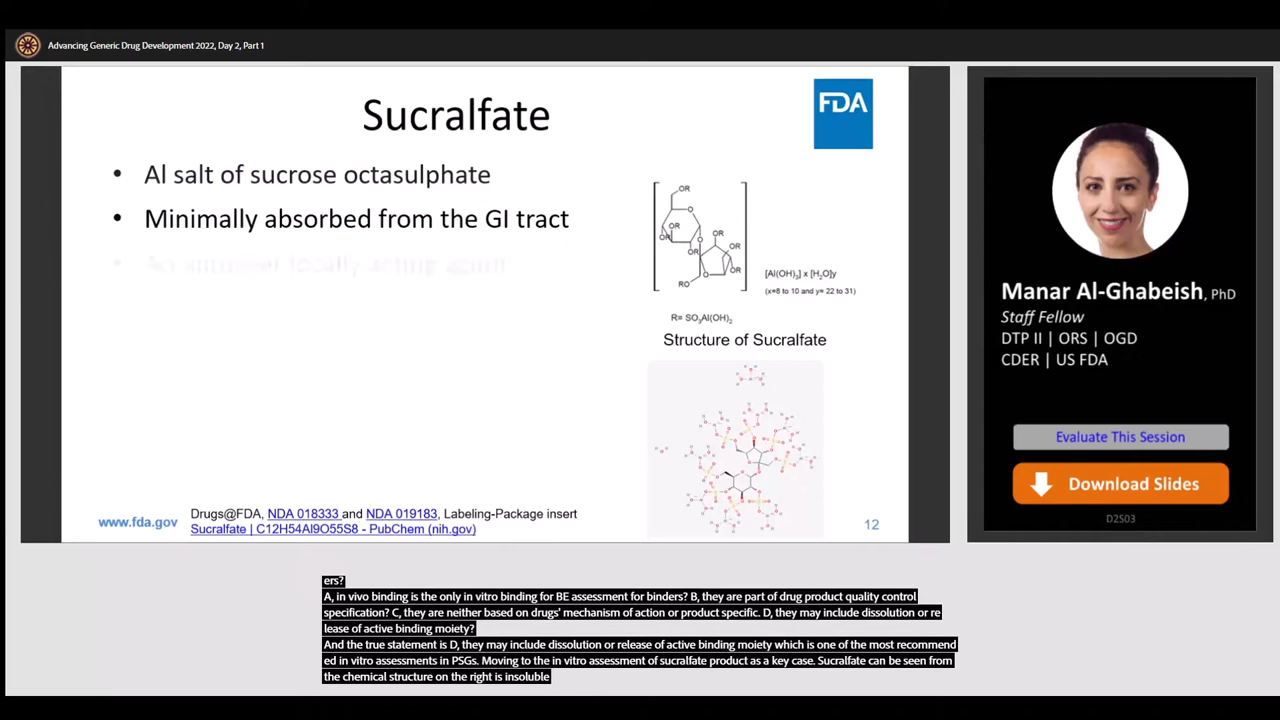 Advancing Generic Drug Development 2022, Day 2, Part 1
Sucralfate
FDA
• Al salt of sucrose octasulphate
• Minimally absorbed from the GI tract
OR
OR
OR
OR
OR
OR
OR
RO
[Al(OH)3] x [H2O]y
(x=8 to 10 and y= 22 to 31)
R= SO3Al(OH)2
Structure of Sucralfate
www.fda.gov
Drugs@FDA, NDA 018333 and NDA 019183, Labeling-Package insert
Sucralfate | C12H54Al9O55S8 - PubChem (nih.gov)
12
Manar Al-Ghabeish, PhD
Staff Fellow
DTP II | ORS | OGD
CDER | US FDA
Evaluate This Session
Download Slides
D2S03
ers?
A, in vivo binding is the only in vitro binding for BE assessment for binders? B, they are part of drug product quality control
specification? C, they are neither based on drugs' mechanism of action or product specific. D, they may include dissolution or re
lease of active binding moiety?
And the true statement is D, they may include dissolution or release of active binding moiety which is one of the most recommend
ed in vitro assessments in PSGs. Moving to the in vitro assessment of sucralfate product as a key case. Sucralfate can be seen from
the chemical structure on the right is insoluble